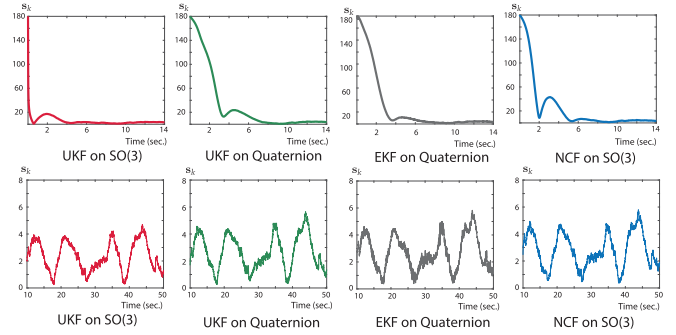 s_k s_k s_k s_k
180 180 180 180
140 140 140 140
100 100 100 100
60 60 60 60
20 20 20 20
2 6 10 14 2 6 10 14 2 6 10 14 2 6 10 14
Time (sec.) Time (sec.) Time (sec.) Time (sec.)
UKF on SO(3) UKF on Quaternion EKF on Quaternion NCF on SO(3)
s_k s_k s_k s_k
8 8 8 8
6 6 6 6
4 4 4 4
2 2 2 2
0 0 0 0
10 20 30 40 50 10 20 30 40 50 10 20 30 40 50 10 20 30 40 50
Time (sec.) Time (sec.) Time (sec.) Time (sec.)
UKF on SO(3) UKF on Quaternion EKF on Quaternion NCF on SO(3)